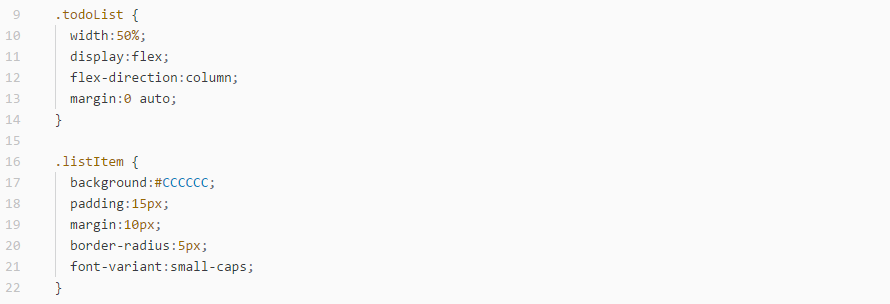 9 .todoList {
10 width:50%;
11 display:flex;
12 flex-direction:column;
13 margin:0 auto;
14 }
15
16 .listItem {
17 background:#CCCCCC;
18 padding:15px;
19 margin:10px;
20 border-radius:5px;
21 font-variant:small-caps;
22 }